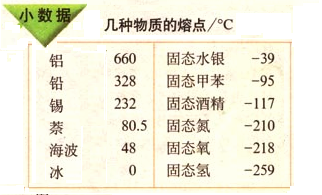 小数据
几种物质的熔点/℃
铝 660 固态水银 -39
铅 328 固态甲苯 -95
锡 232 固态酒精 -117
萘 80.5 固态氮 -210
海波 48 固态氧 -218
冰 0 固态氢 -259